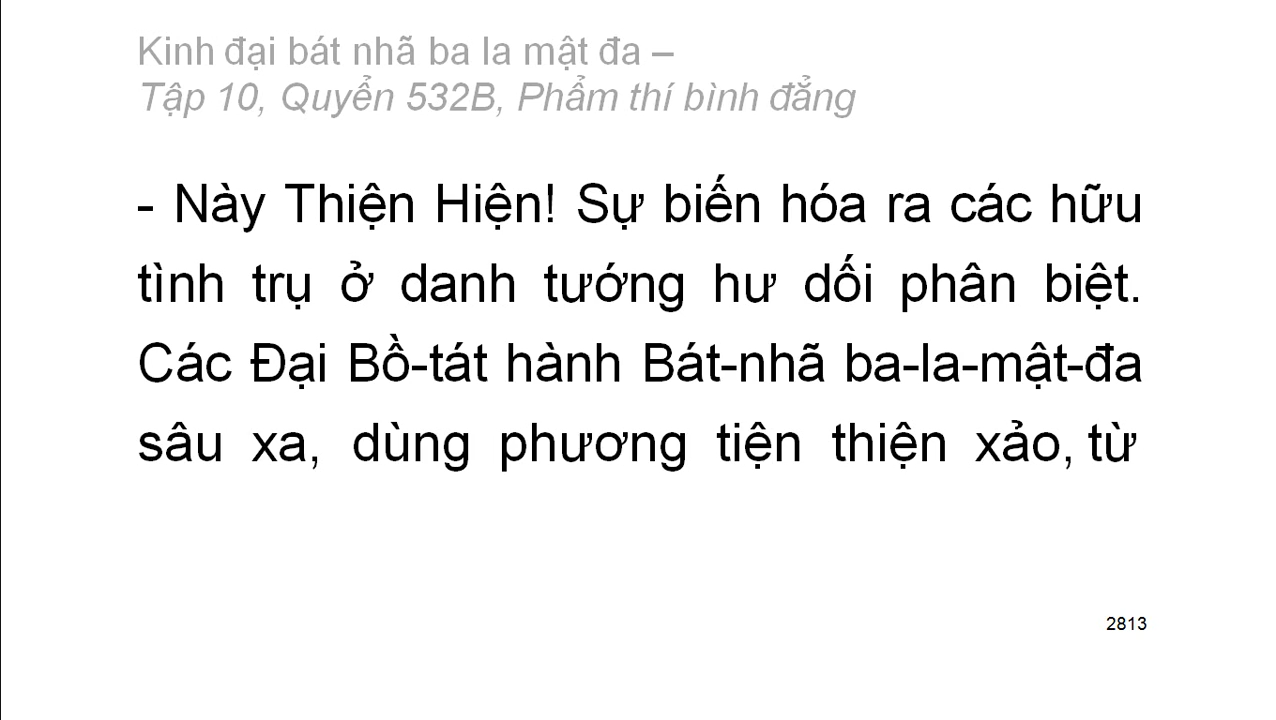 Kinh đại bát nhã ba la mật đa –
Tập 10, Quyển 532B, Phẩm thí bình đẳng
- Này Thiện Hiện! Sự biến hóa ra các hữu
tình trụ ở danh tướng hư dối phân biệt.
Các Đại Bồ-tát hành Bát-nhã ba-la-mật-đa
sâu xa, dùng phương tiện thiện xảo, từ
2813